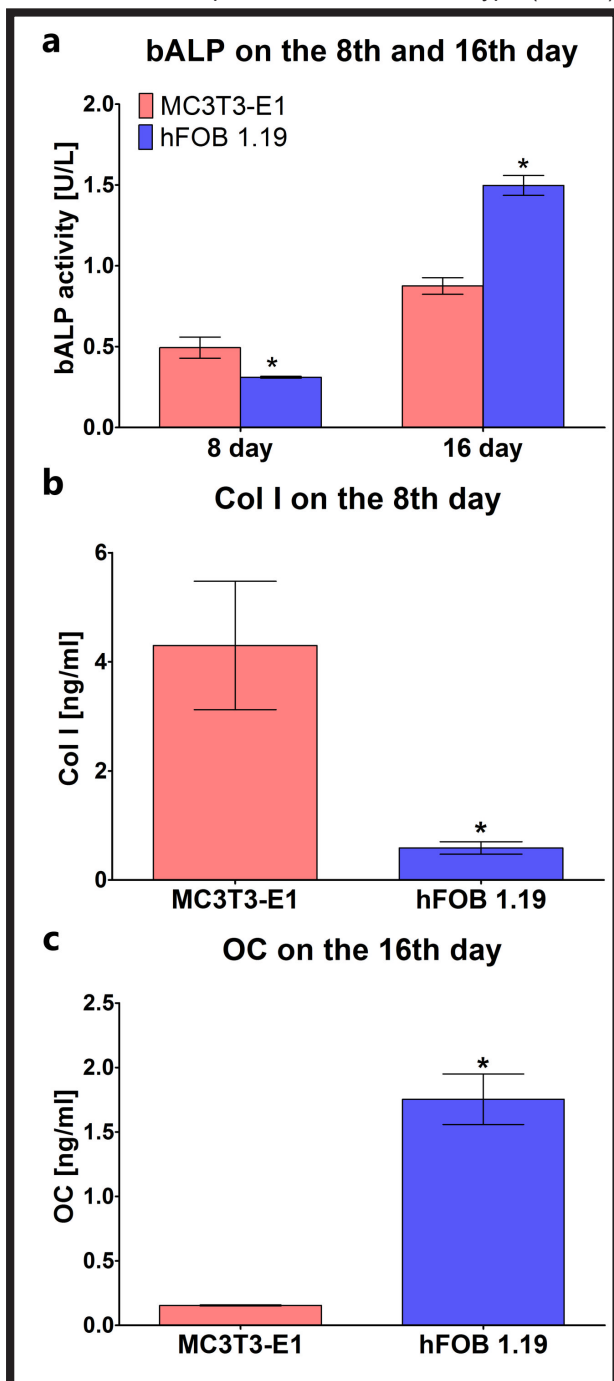 a
bALP on the 8th and 16th day
bALP activity [U/L]
2.0
1.5
1.0
0.5
0.0
MC3T3-E1
hFOB 1.19
*
*
8 day
16 day
b
Col I on the 8th day
Col I [ng/ml]
6
4
2
0
*
MC3T3-E1
hFOB 1.19
c
OC on the 16th day
OC [ng/ml]
2.5
2.0
1.5
1.0
0.5
0.0
*
MC3T3-E1
hFOB 1.19